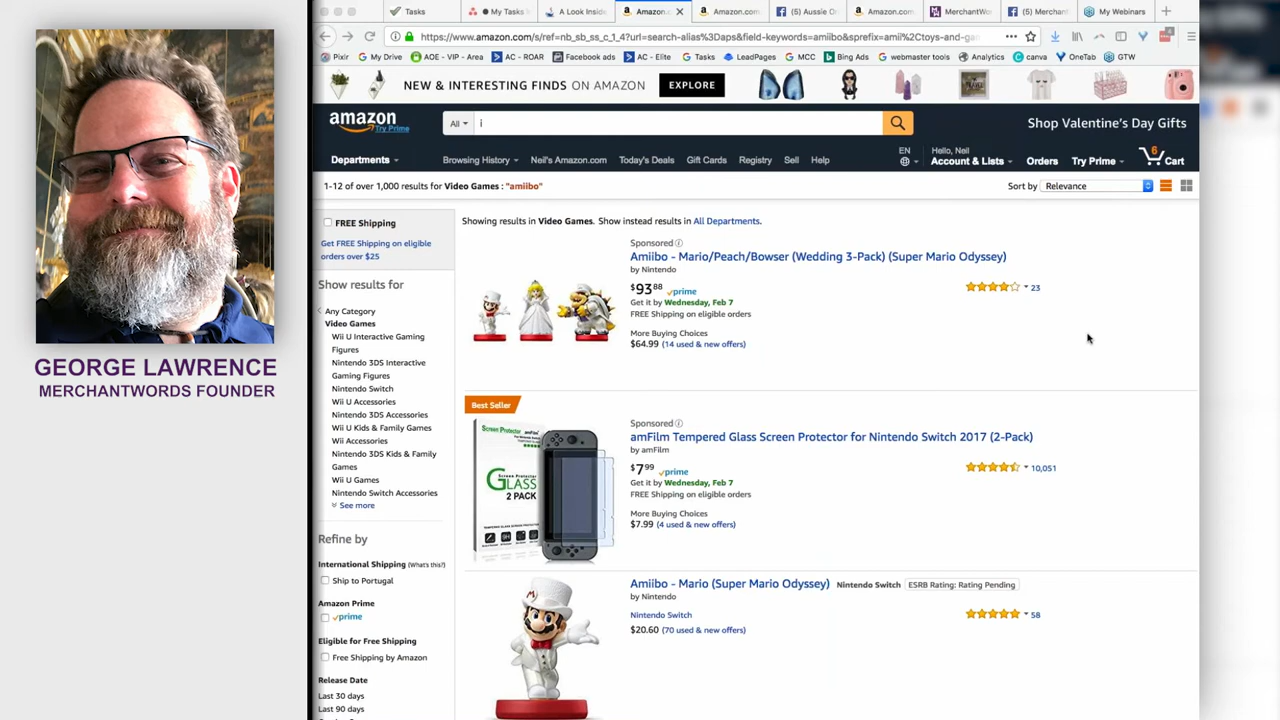 Tasks
My Tasks i
A Look Inside
Amazon.c
Amazon.com
(5) Aussie O
Amazon.com
MerchantWo
(5) Merchan
My Webinars
https://www.amazon.com/s/ref=nb_sb_ss_c_1_4?url=search-alias%3Daps&field-keywords=amiibo&sprefix=amii%2Ctoys-and-ga
Pixir
My Drive
AOE - VIP - Area
AC - ROAR
Facebook ads
AC - Elite
Tasks
LeadPages
MCC
Bing Ads
webmaster tools
Analytics
canva
OneTab
GTW
NEW & INTERESTING FINDS ON AMAZON
EXPLORE
amazon
Try Prime
All
i
Shop Valentine's Day Gifts
Departments
Browsing History
Neil's Amazon.com
Today's Deals
Gift Cards
Registry
Sell
Help
EN
Hello, Neil
Account & Lists
Orders
Try Prime
6
Cart
1-12 of over 1,000 results for Video Games : "amiibo"
Sort by Relevance
GEORGE LAWRENCE
MERCHANTWORDS FOUNDER
FREE Shipping
Get FREE Shipping on eligible
orders over $25
Show results for
Any Category
Video Games
Wii U Interactive Gaming
Figures
Nintendo 3DS Interactive
Gaming Figures
Nintendo Switch
Wii U Accessories
Nintendo 3DS Accessories
Wii U Kids & Family Games
Wii Accessories
Nintendo 3DS Kids & Family
Games
Wii U Games
Nintendo Switch Accessories
See more
Refine by
International Shipping (What's this?)
Ship to Portugal
Amazon Prime
prime
Eligible for Free Shipping
Free Shipping by Amazon
Release Date
Last 30 days
Last 90 days
Showing results in Video Games. Show instead results in All Departments.
Sponsored
Amiibo - Mario/Peach/Bowser (Wedding 3-Pack) (Super Mario Odyssey)
by Nintendo
$93 88 prime
Get it by Wednesday, Feb 7
FREE Shipping on eligible orders
More Buying Choices
$64.99 (14 used & new offers)
23
Best Seller
Screen Protector
amFilm
GLASS
2 PACK
Sponsored
amFilm Tempered Glass Screen Protector for Nintendo Switch 2017 (2-Pack)
by amFilm
$7 99 prime
Get it by Wednesday, Feb 7
FREE Shipping on eligible orders
More Buying Choices
$7.99 (4 used & new offers)
10,051
Amiibo - Mario (Super Mario Odyssey) Nintendo Switch ESRB Rating: Rating Pending
by Nintendo
Nintendo Switch
$20.60 (70 used & new offers)
58